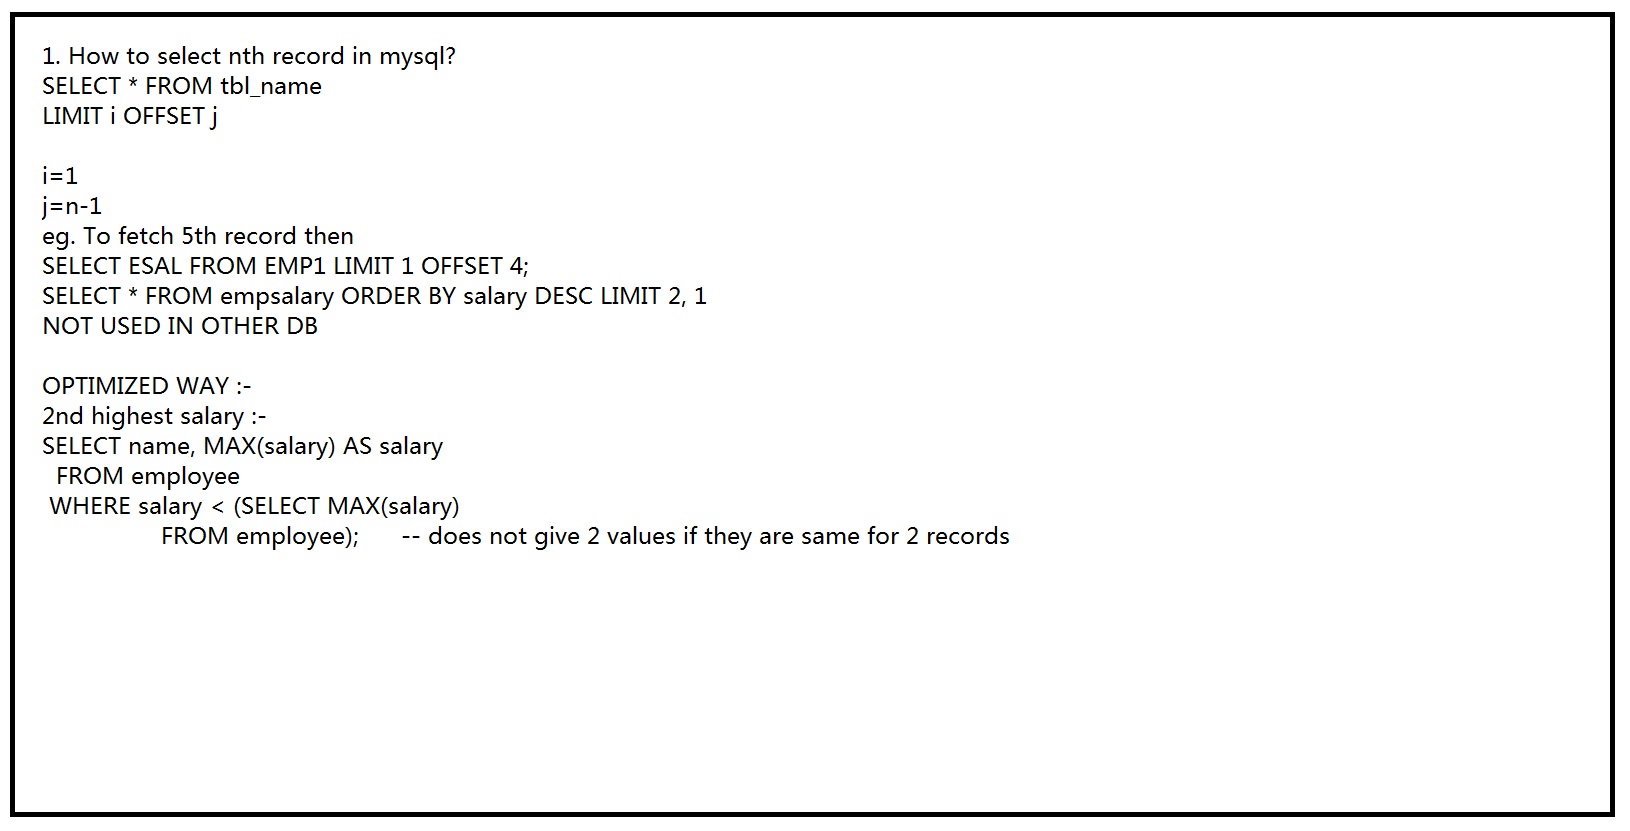 1. How to select nth record in mysql?
SELECT * FROM tbl_name
LIMIT i OFFSET j
i=1
j=n-1
eg. To fetch 5th record then
SELECT ESAL FROM EMP1 LIMIT 1 OFFSET 4;
SELECT * FROM empsalary ORDER BY salary DESC LIMIT 2, 1
NOT USED IN OTHER DB
OPTIMIZED WAY :-
2nd highest salary :-
SELECT name, MAX(salary) AS salary
FROM employee
WHERE salary < (SELECT MAX(salary)
FROM employee); -- does not give 2 values if they are same for 2 records